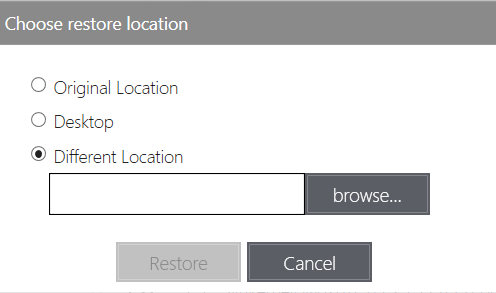 Choose restore location
Original Location
Desktop
Different Location
browse...
Restore
Cancel